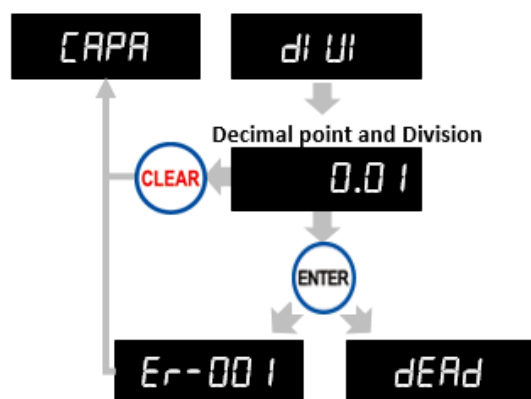 CAPA
dI UI
Decimal point and Division
CLEAR
0.01
ENTER
Er-001
dEAd